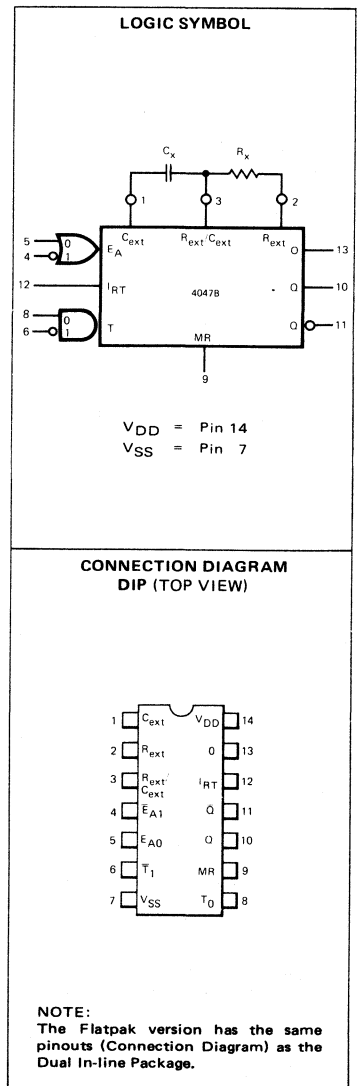 LOGIC SYMBOL
Cx Rx
1 3 2
5 0 Cext Rext/Cext Rext O 13
4 1 EA
12 IRT 4047B Q 10
8 0 T Q 11
6 1 MR
9
VDD = Pin 14
VSS = Pin 7
CONNECTION DIAGRAM
DIP (TOP VIEW)
1 Cext VDD 14
2 Rext O 13
3 Rext/ IRT 12
Cext
4 ĒA1 Q̄ 11
5 EA0 Q 10
6 T̄1 MR 9
7 VSS T0 8
NOTE:
The Flatpak version has the same
pinouts (Connection Diagram) as the
Dual In-line Package.